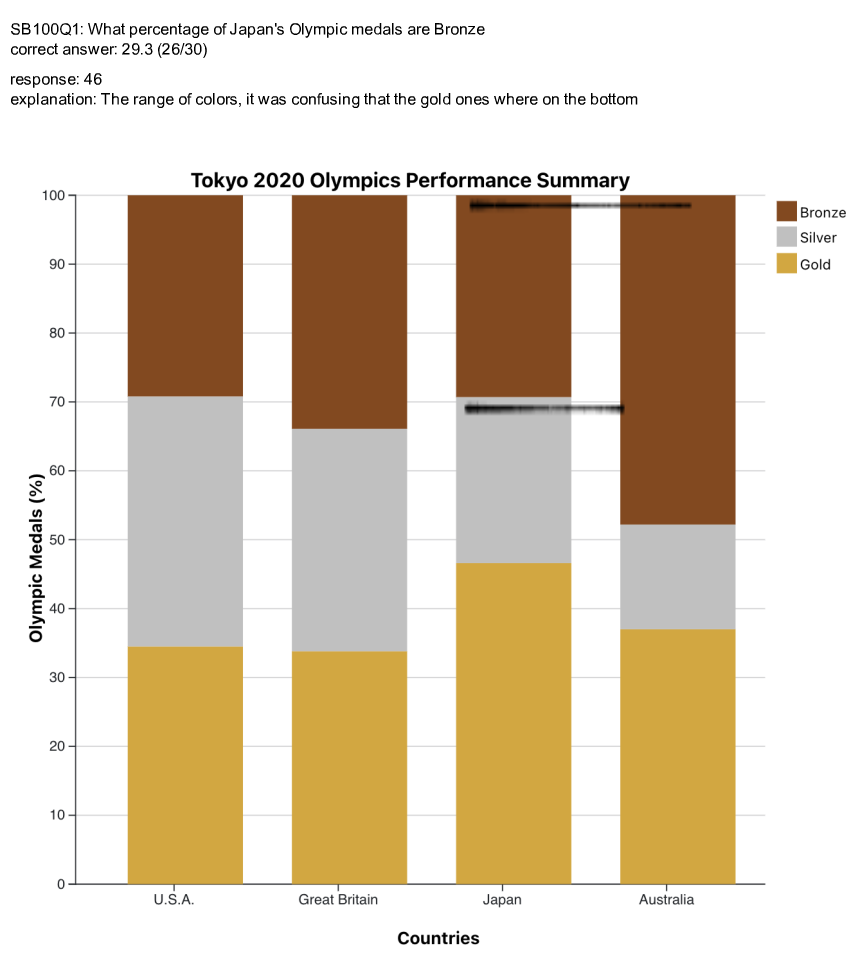 SB100Q1: What percentage of Japan's Olympic medals are Bronze
correct answer: 29.3 (26/30)
response: 46
explanation: The range of colors, it was confusing that the gold ones where on the bottom
Tokyo 2020 Olympics Performance Summary
100
90
80
70
60
50
40
30
20
10
0
Olympic Medals (%)
Bronze
Silver
Gold
U.S.A. Great Britain Japan Australia
Countries